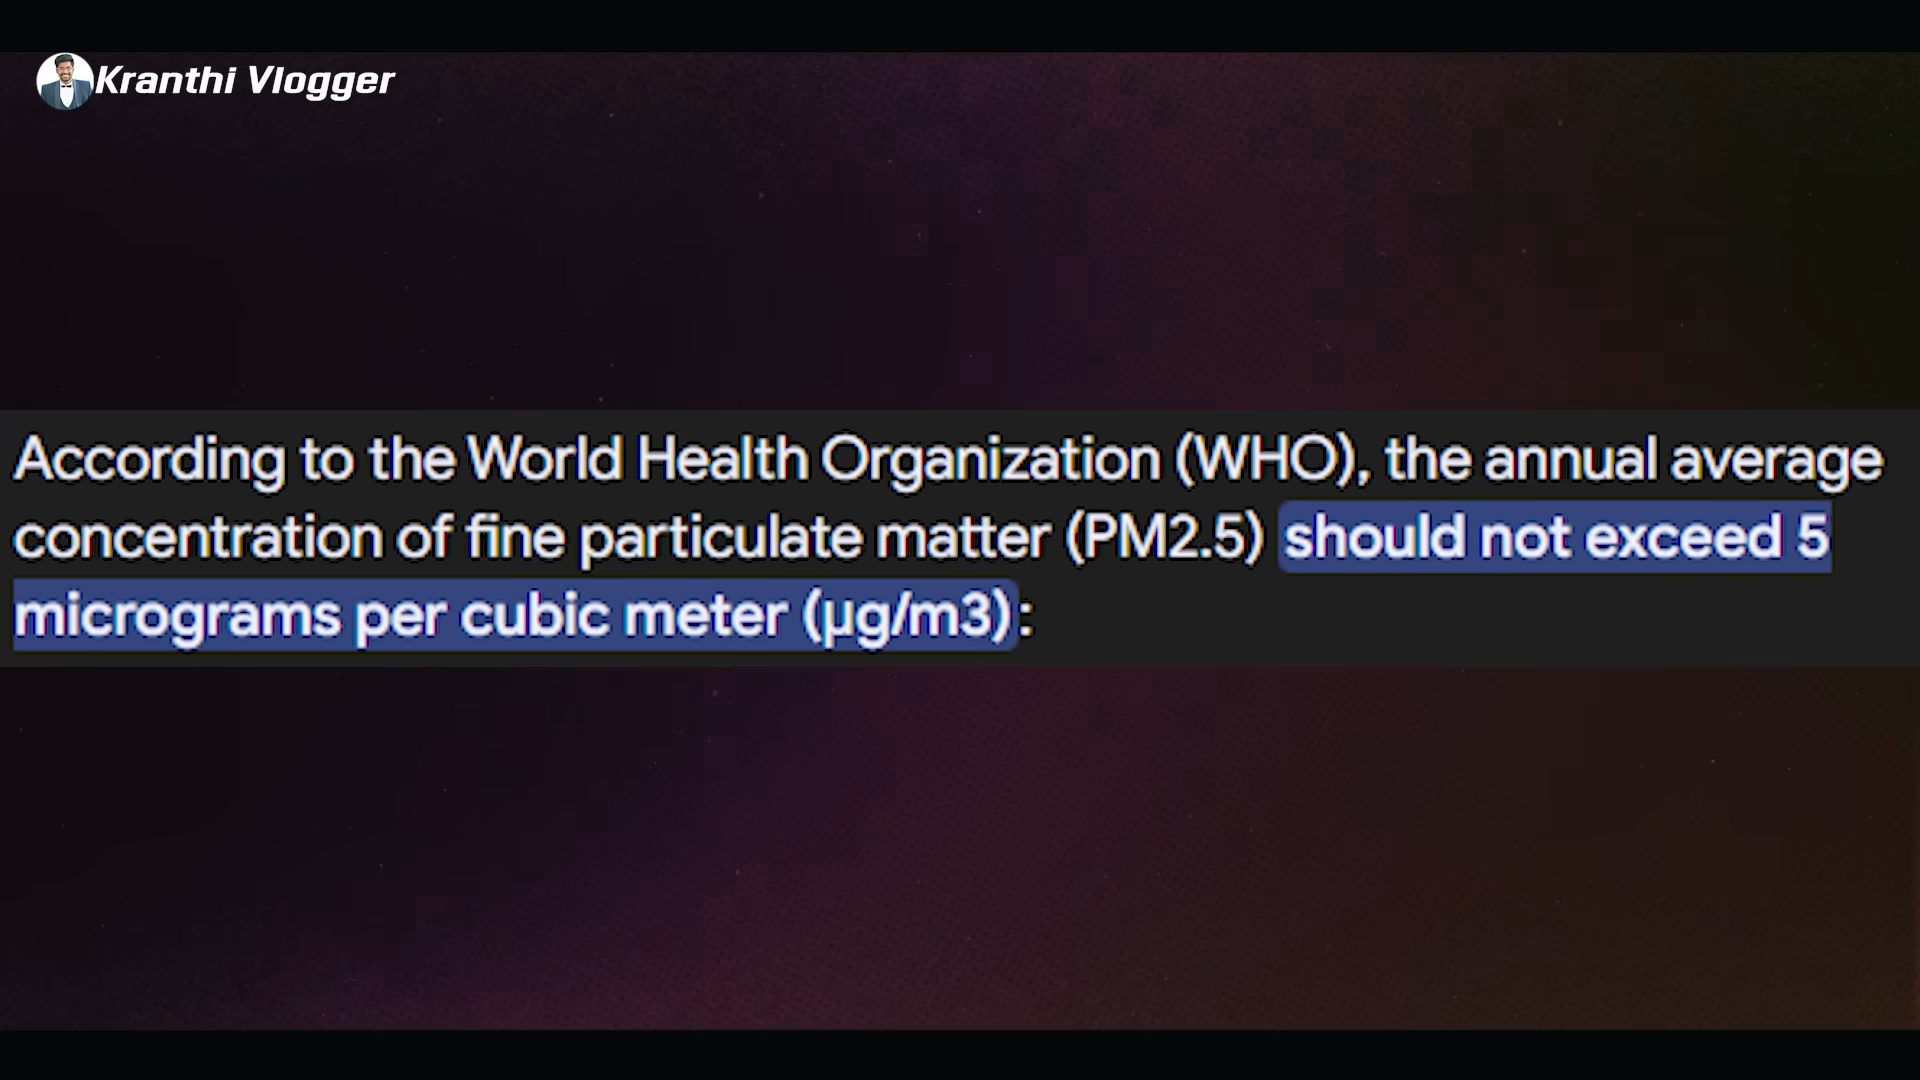 Kranthi Vlogger
According to the World Health Organization (WHO), the annual average
concentration of fine particulate matter (PM2.5) should not exceed 5
micrograms per cubic meter (µg/m3):